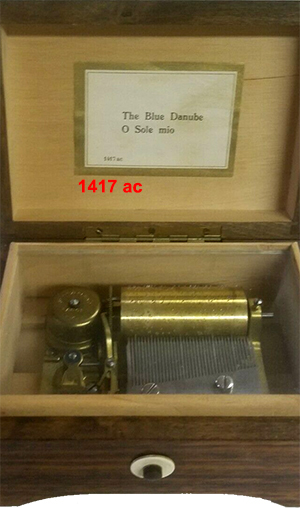 The Blue Danube
O Sole mio
1417 ac
1417 ac